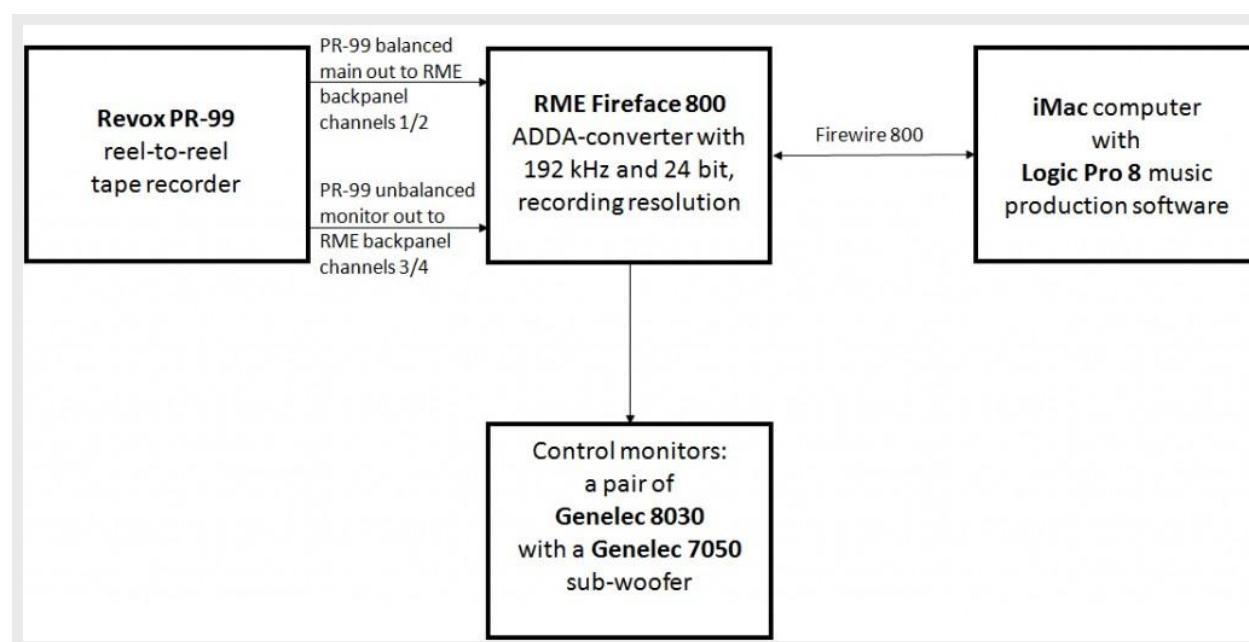 Revox PR-99
reel-to-reel
tape recorder
PR-99 balanced
main out to RME
backpanel
channels 1/2
PR-99 unbalanced
monitor out to
RME backpanel
channels 3/4
RME Fireface 800
ADDA-converter with
192 kHz and 24 bit,
recording resolution
Firewire 800
iMac computer
with
Logic Pro 8 music
production software
Control monitors:
a pair of
Genelec 8030
with a Genelec 7050
sub-woofer